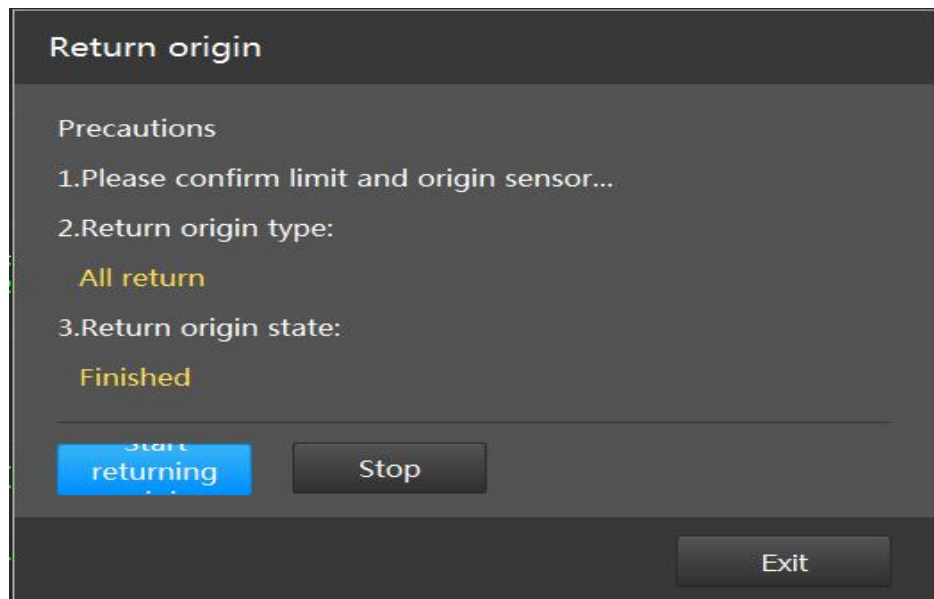 Return origin
Precautions
1.Please confirm limit and origin sensor...
2.Return origin type:
All return
3.Return origin state:
Finished
Start
returning
Stop
Exit